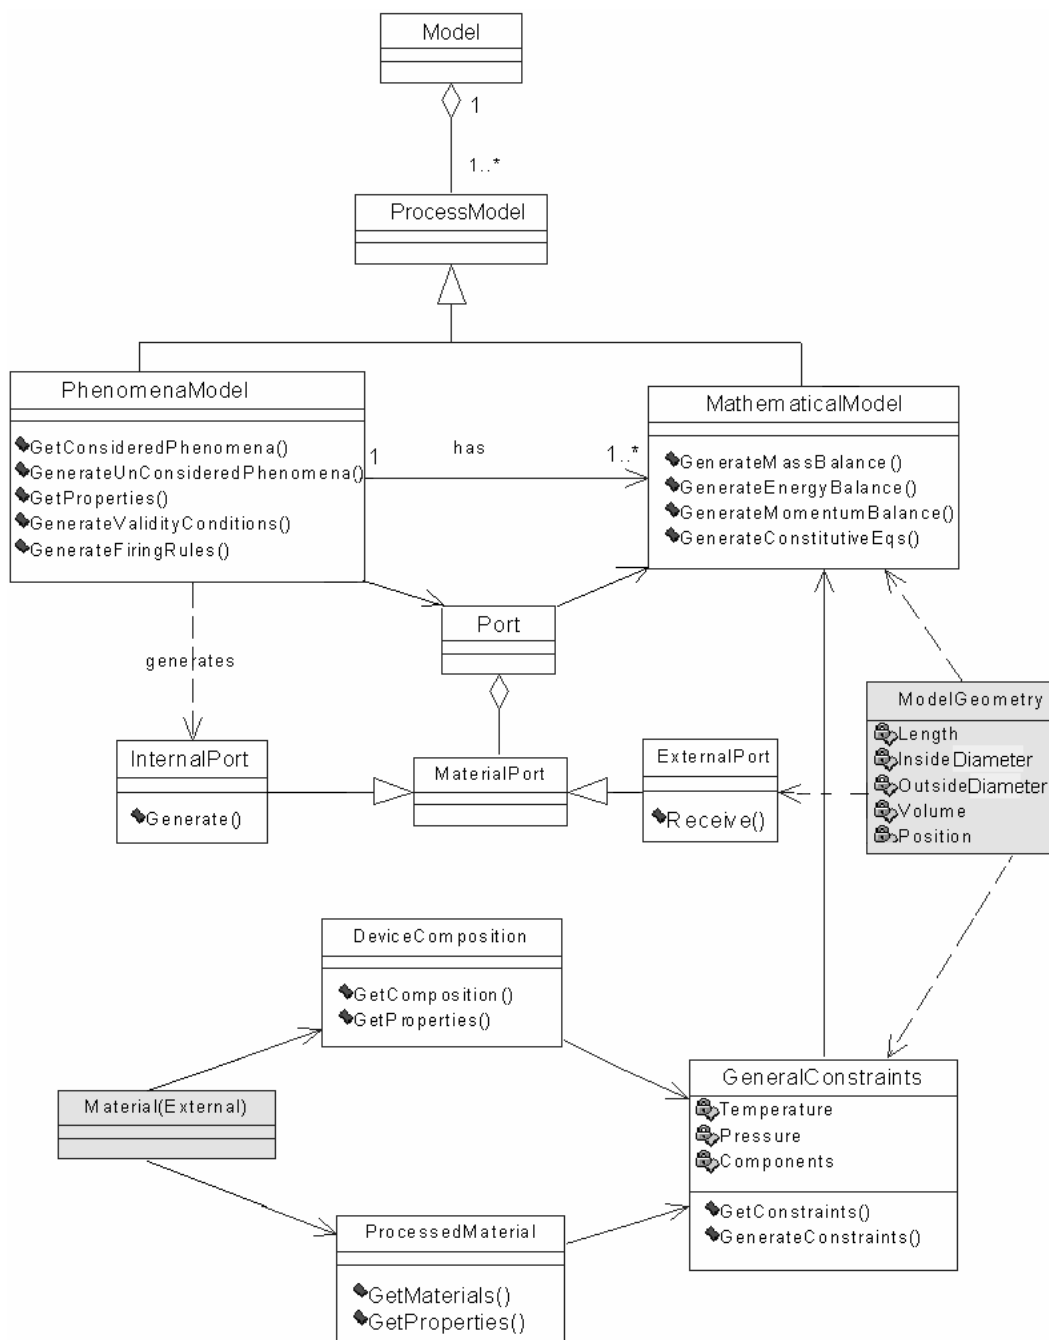 Model
1
1..*
ProcessModel
PhenomenaModel
GetConsideredPhenomena()
GenerateUnConsideredPhenomena()
GetProperties()
GenerateValidityConditions()
GenerateFiringRules()
1
has
1..*
MathematicalModel
GenerateMassBalance()
GenerateEnergyBalance()
GenerateMomentumBalance()
GenerateConstitutiveEqs()
Port
generates
ModelGeometry
Length
InsideDiameter
OutsideDiameter
Volume
Position
InternalPort
Generate()
MaterialPort
ExternalPort
Receive()
DeviceComposition
GetComposition()
GetProperties()
Material(External)
GeneralConstraints
Temperature
Pressure
Components
GetConstraints()
GenerateConstraints()
ProcessedMaterial
GetMaterials()
GetProperties()